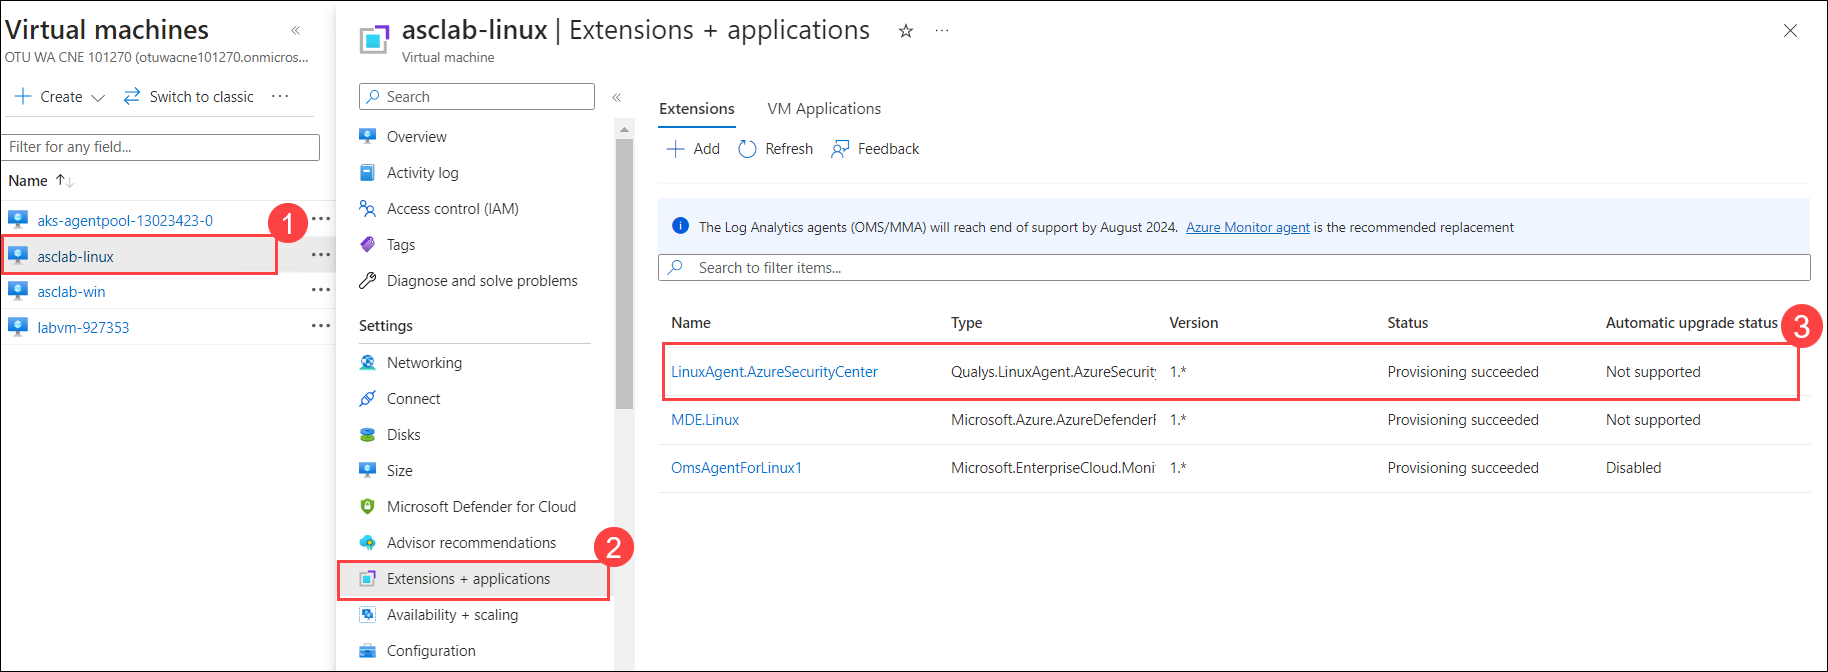 Virtual machines
«
OTU WA CNE 101270 (otuwacne101270.onmicros...
Create
Switch to classic
...
Filter for any field...
Name ↑↓
aks-agentpool-13023423-0
...
1
asclab-linux
...
asclab-win
...
labvm-927353
...
asclab-linux | Extensions + applications
...
Virtual machine
Search
«
Overview
Activity log
Access control (IAM)
Tags
Diagnose and solve problems
Settings
Networking
Connect
Disks
Size
Microsoft Defender for Cloud
Advisor recommendations
2
Extensions + applications
Availability + scaling
Configuration
Extensions
VM Applications
Add
Refresh
Feedback
The Log Analytics agents (OMS/MMA) will reach end of support by August 2024. Azure Monitor agent is the recommended replacement
Search to filter items...
Name Type Version Status Automatic upgrade status
3
LinuxAgent.AzureSecurityCenter Qualys.LinuxAgent.AzureSecurity 1.* Provisioning succeeded Not supported
MDE.Linux Microsoft.Azure.AzureDefenderF 1.* Provisioning succeeded Not supported
OmsAgentForLinux1 Microsoft.EnterpriseCloud.Moni 1.* Provisioning succeeded Disabled